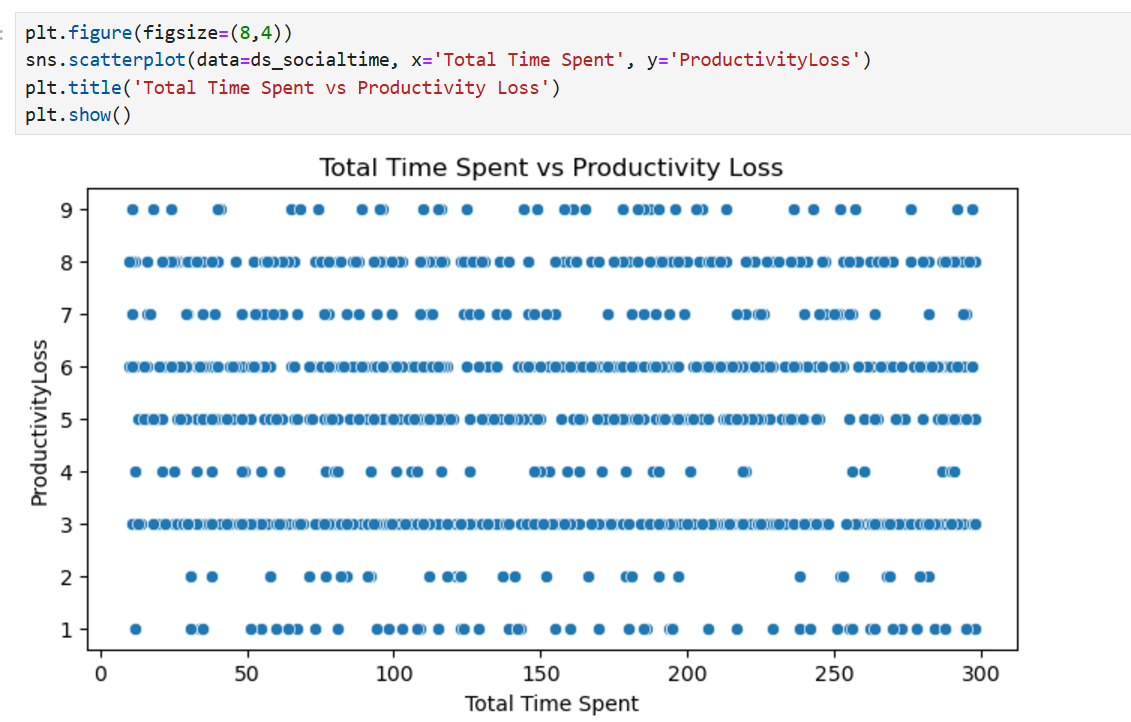 :
plt.figure(figsize=(8,4))
sns.scatterplot(data=ds_socialtime, x='Total Time Spent', y='ProductivityLoss')
plt.title('Total Time Spent vs Productivity Loss')
plt.show()
Total Time Spent vs Productivity Loss
9
8
7
6
5
4
3
2
1
ProductivityLoss
0 50 100 150 200 250 300
Total Time Spent